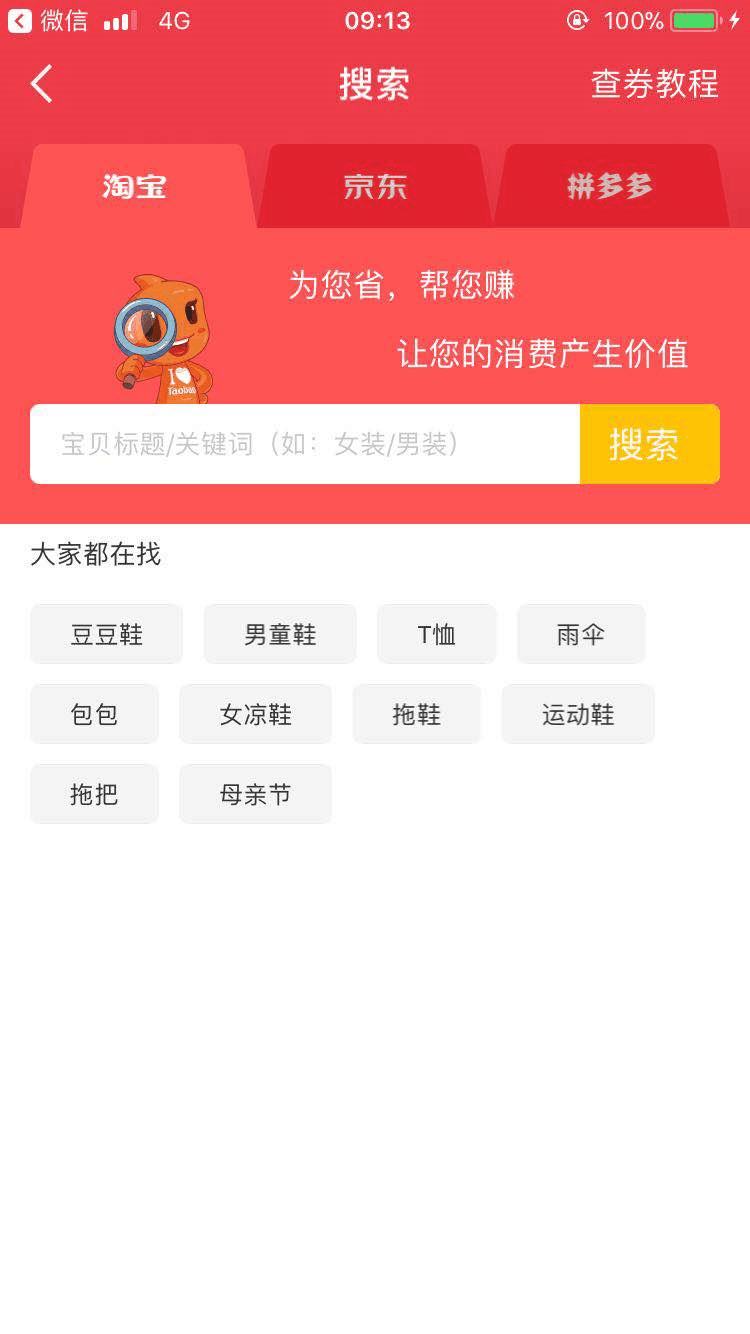 微信 4G 09:13 100%
搜索 查券教程
淘宝 京东 拼多多
为您省，帮您赚
让您的消费产生价值
I
Taobao
宝贝标题/关键词（如：女装/男装） 搜索
大家都在找
豆豆鞋 男童鞋 T恤 雨伞
包包 女凉鞋 拖鞋 运动鞋
拖把 母亲节